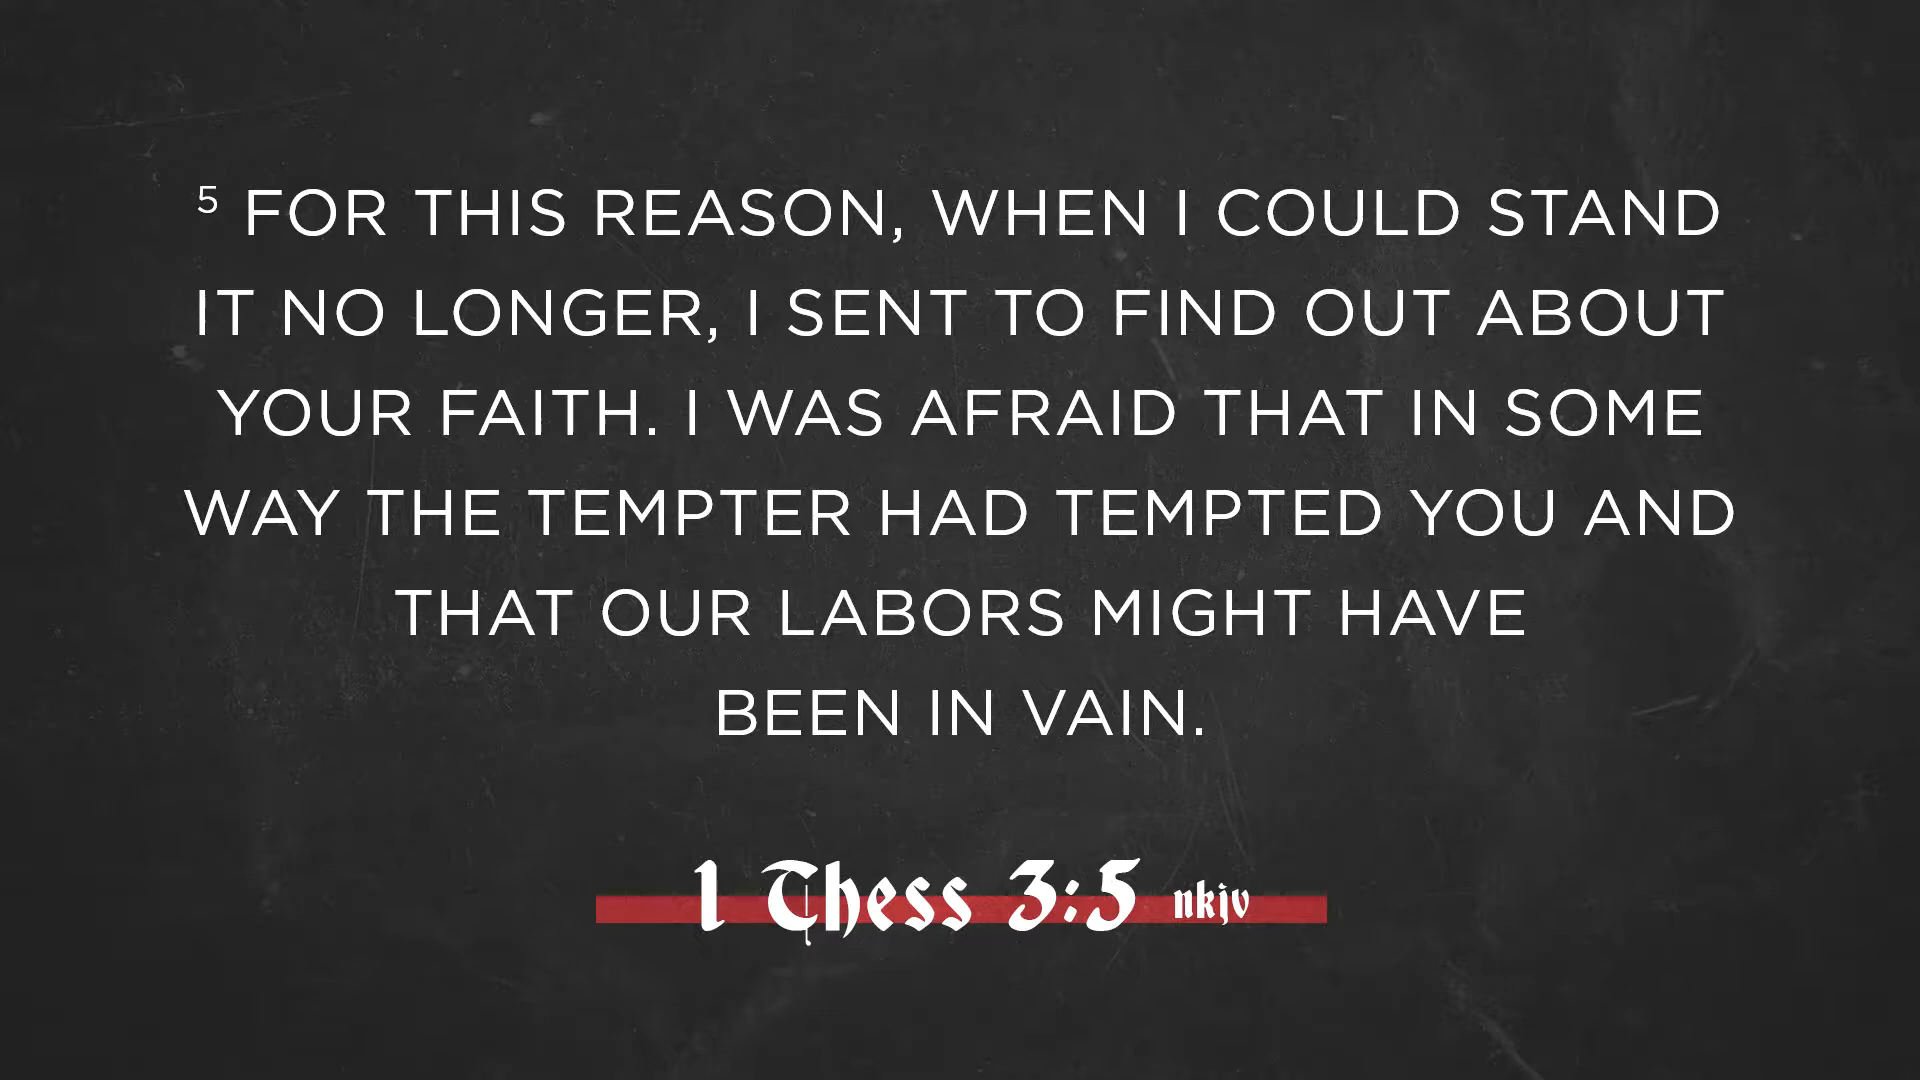 5 FOR THIS REASON, WHEN I COULD STAND
IT NO LONGER, I SENT TO FIND OUT ABOUT
YOUR FAITH. I WAS AFRAID THAT IN SOME
WAY THE TEMPTER HAD TEMPTED YOU AND
THAT OUR LABORS MIGHT HAVE
BEEN IN VAIN.
1 Thess 3:5 nkjv